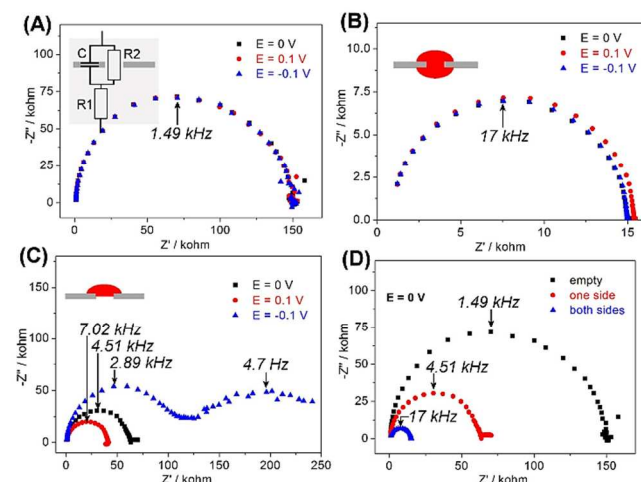 (A)
E = 0 V
E = 0.1 V
E = -0.1 V
C
R2
R1
1.49 kHz
100
75
50
25
0
-Z'' / kohm
0 50 100 150
Z' / kohm
(B)
E = 0 V
E = 0.1 V
E = -0.1 V
17 kHz
10.0
7.5
5.0
2.5
0.0
-Z'' / kohm
0 5 10 15
Z' / kohm
(C)
E = 0 V
E = 0.1 V
E = -0.1 V
7.02 kHz
4.51 kHz
2.89 kHz
4.7 Hz
150
100
50
0
-Z'' / kohm
0 50 100 150 200 250
Z' / kohm
(D)
E = 0 V
empty
one side
both sides
1.49 kHz
4.51 kHz
17 kHz
100
75
50
25
0
-Z'' / kohm
0 50 100 150
Z' / kohm